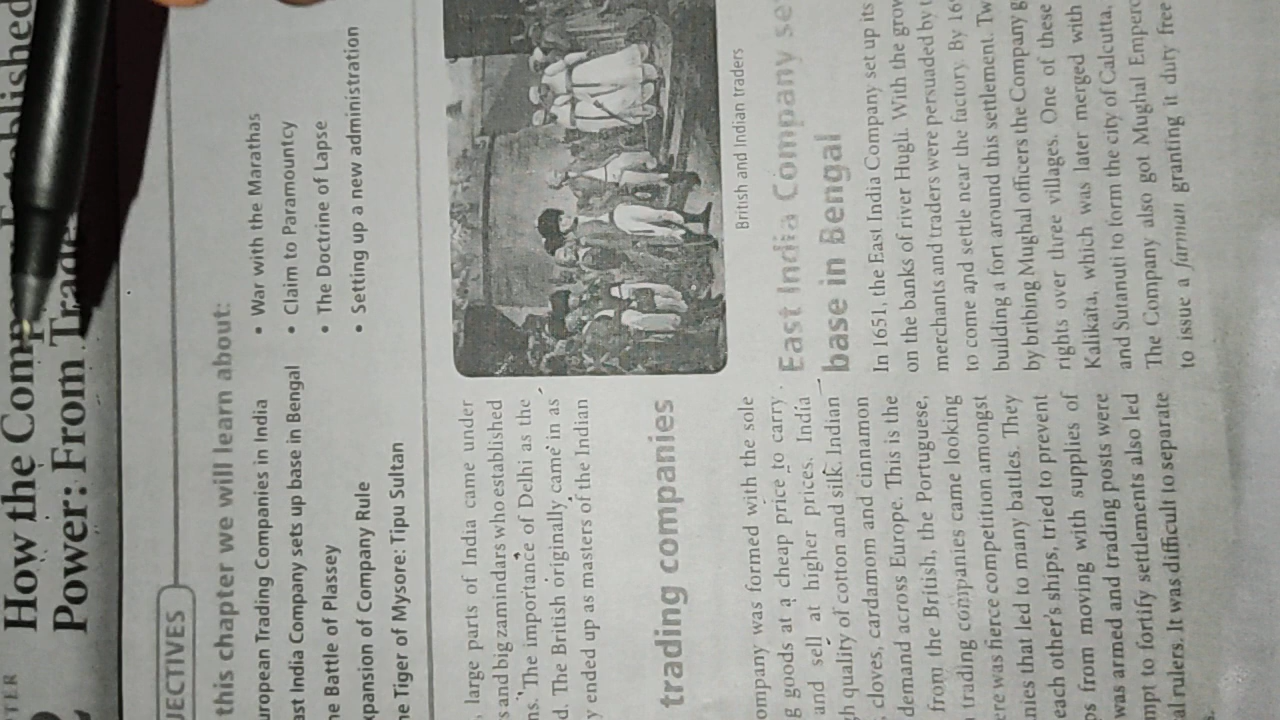 How the Company Established
Power: From Trade
JECTIVES
this chapter we will learn about:
uropean Trading Companies in India
ast India Company sets up base in Bengal
he Battle of Plassey
xpansion of Company Rule
he Tiger of Mysore: Tipu Sultan
• War with the Marathas
• Claim to Paramountcy
• The Doctrine of Lapse
• Setting up a new administration
, large parts of India came under
s and big zamindars who established
ns. The importance of Delhi as the
d. The British originally came in as
y ended up as masters of the Indian
trading companies
ompany was formed with the sole
g goods at a cheap price to carry
and sell at higher prices. India
gh quality of cotton and silk. Indian
, cloves, cardamom and cinnamon
demand across Europe. This is the
from the British, the Portuguese,
trading companies came looking
ere was fierce competition amongst
nies that led to many battles. They
each other's ships, tried to prevent
ps from moving with supplies of
was armed and trading posts were
mpt to fortify settlements also led
al rulers. It was difficult to separate
British and Indian traders
East India Company se
base in Bengal
In 1651, the East India Company set up its
on the banks of river Hugli. With the grow
merchants and traders were persuaded by t
to come and settle near the factory. By 16
building a fort around this settlement. Tw
by bribing Mughal officers the Company g
rights over three villages. One of these
Kalikata, which was later merged with
and Sutanuti to form the city of Calcutta.
The Company also got Mughal Empero
to issue a farman granting it duty free